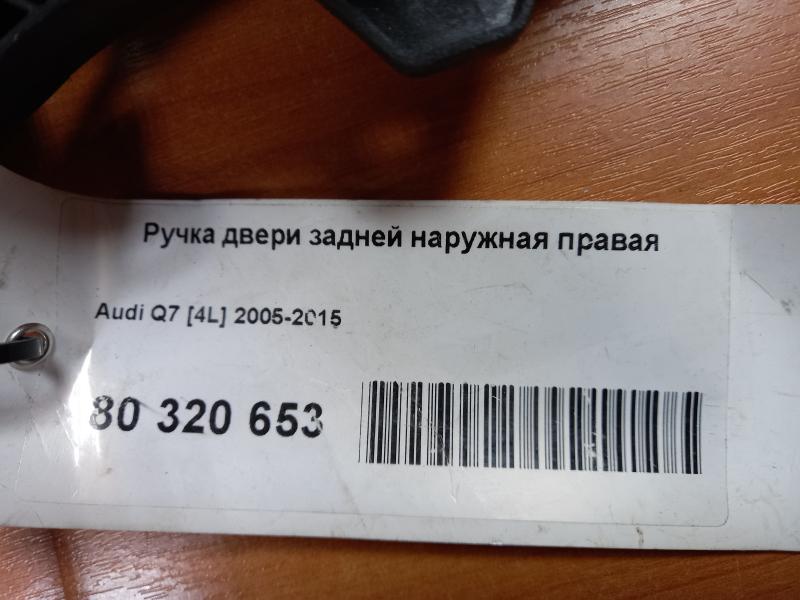 Ручка двери задней наружная правая
Audi Q7 [4L] 2005-2015
80 320 653